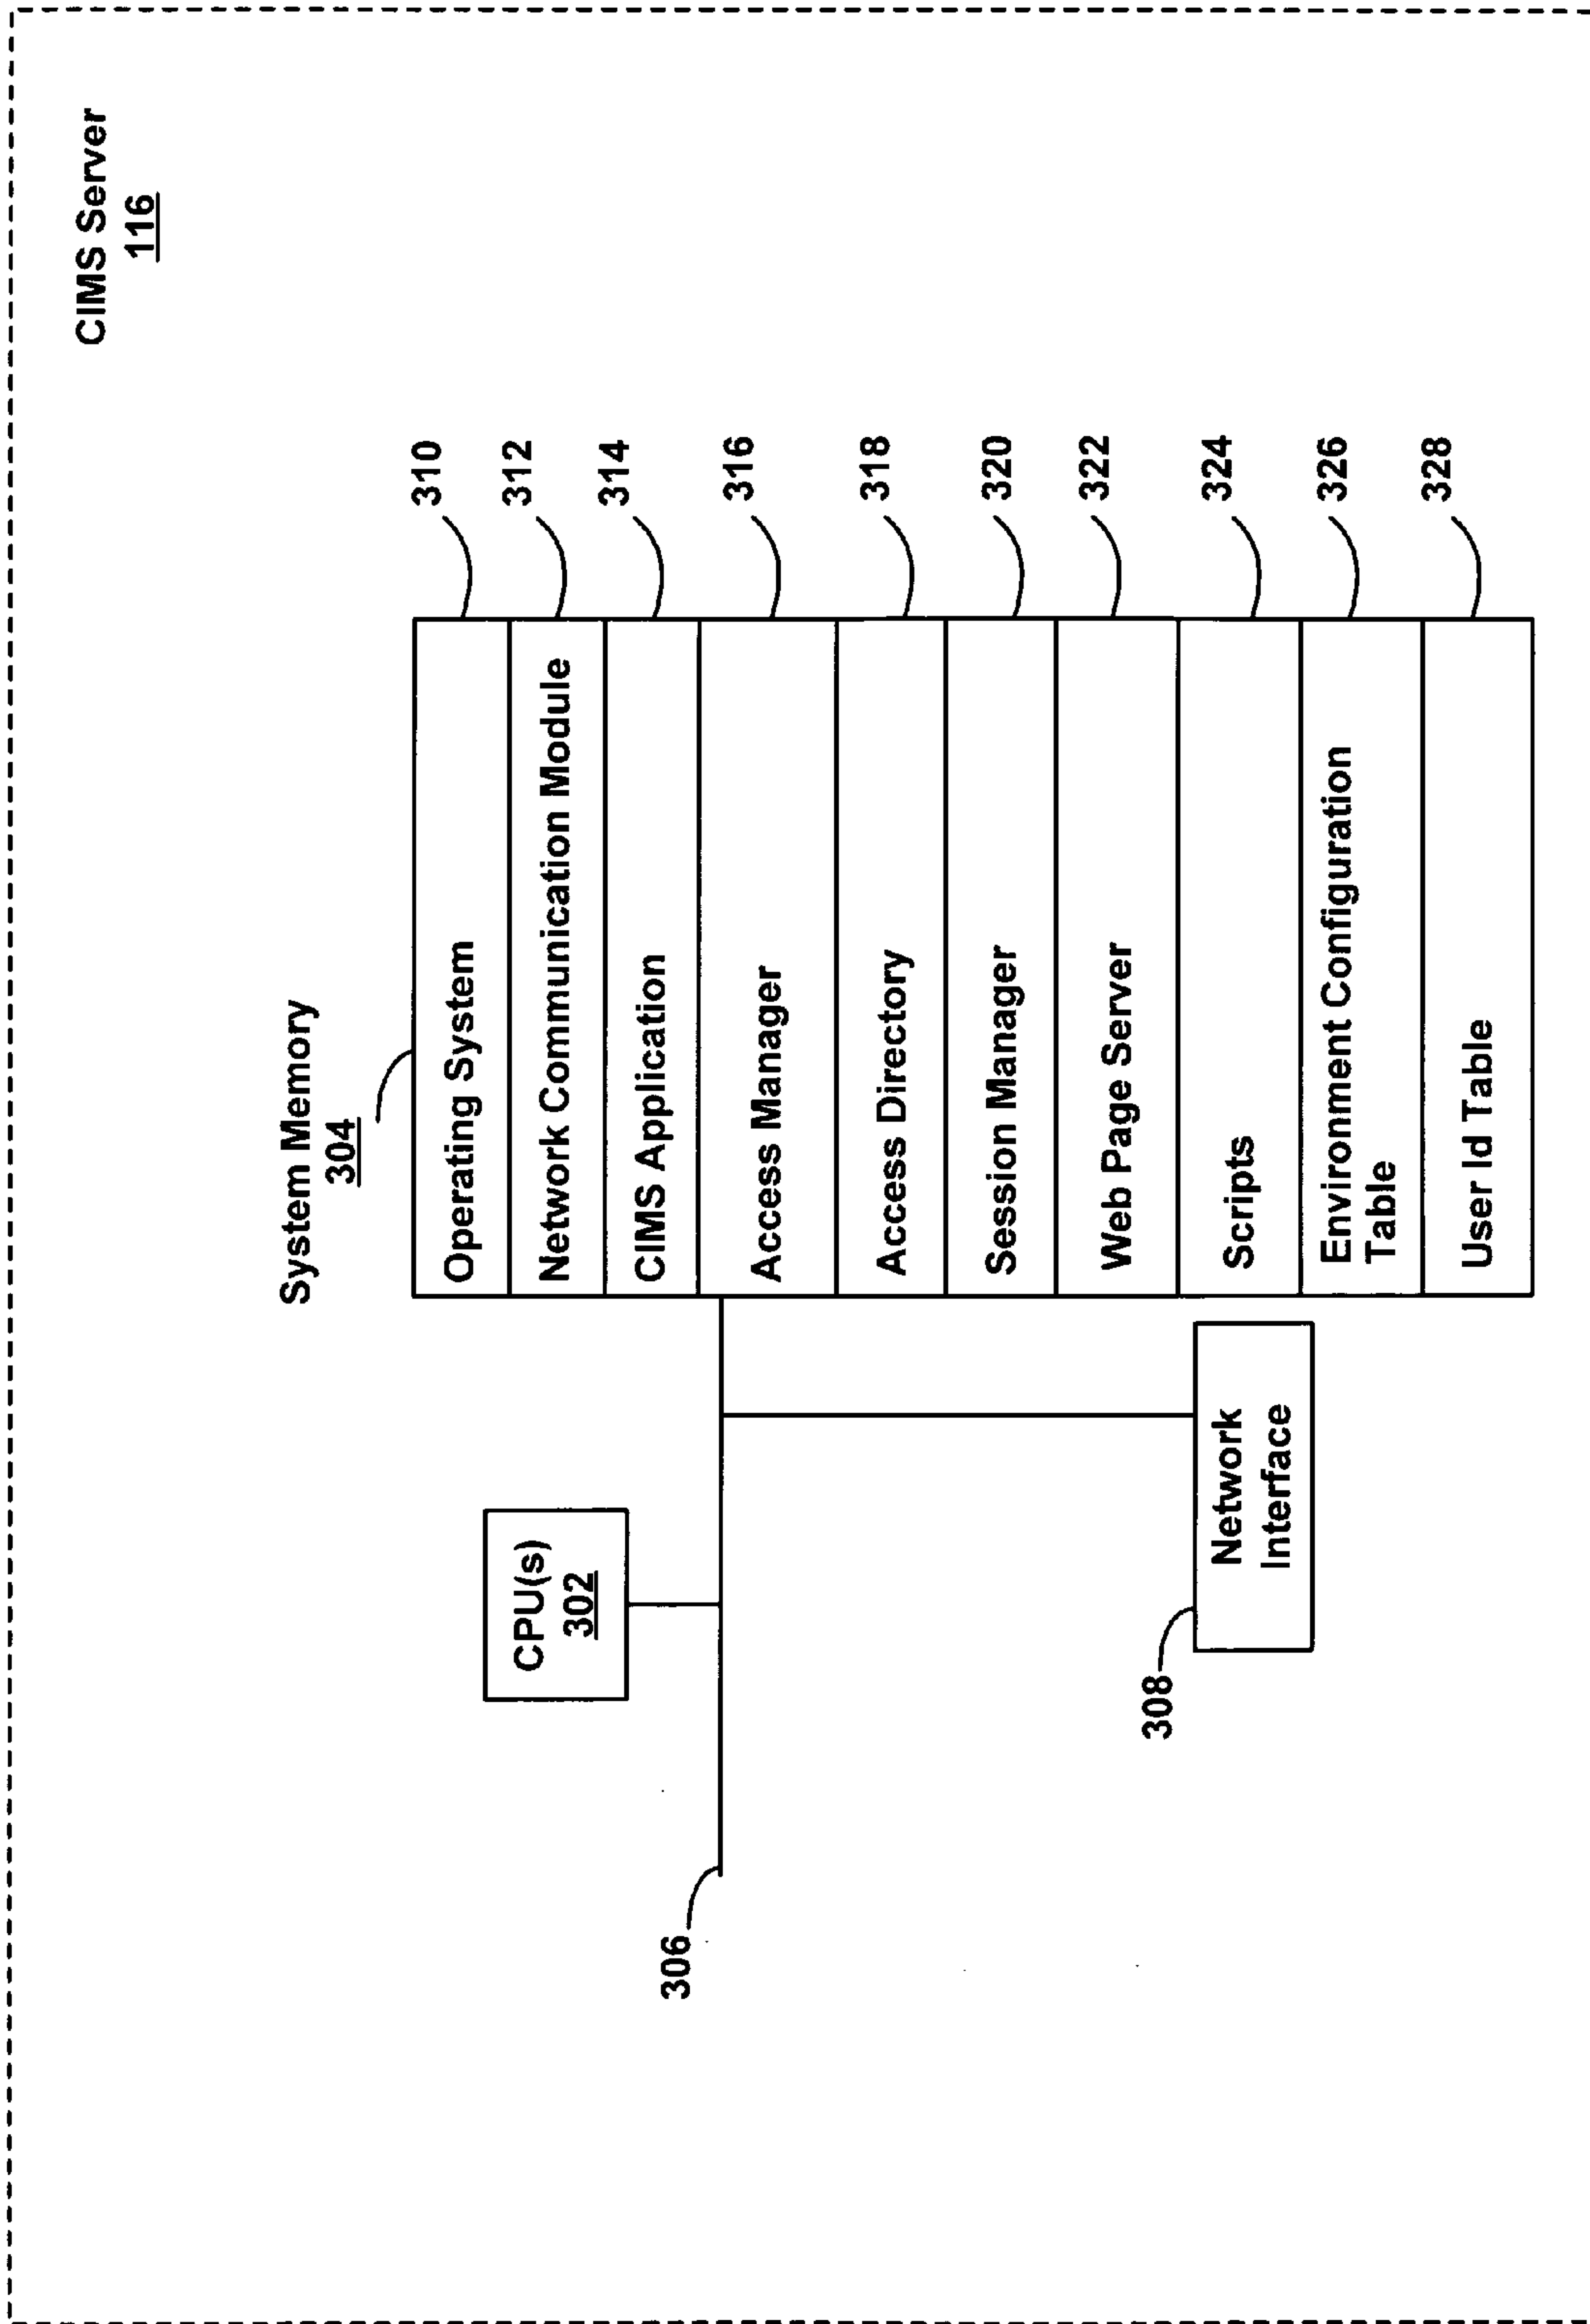 CIMS Server
116
System Memory
304
Operating System
310
Network Communication Module
312
CIMS Application
314
Access Manager
316
Access Directory
318
Session Manager
320
Web Page Server
322
Scripts
324
Environment Configuration
Table
326
User Id Table
328
CPU(s)
302
306
308
Network
Interface